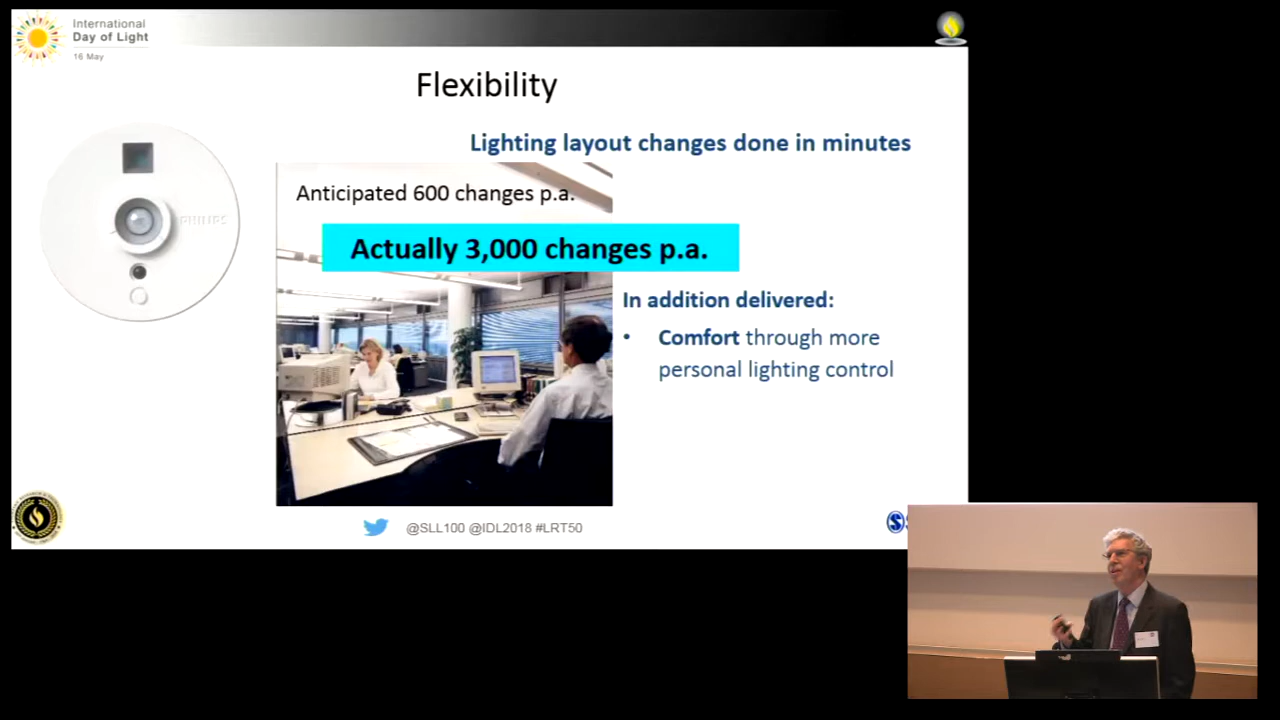 International
Day of Light
16 May
Flexibility
Lighting layout changes done in minutes
Anticipated 600 changes p.a.
PHILIPS
Actually 3,000 changes p.a.
In addition delivered:
• Comfort through more
personal lighting control
@SLL100 @IDL2018 #LRT50